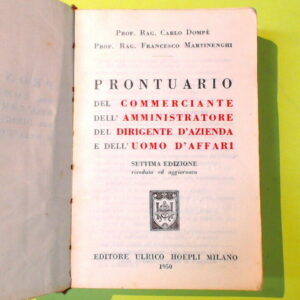 PROF. RAG. CARLO DOMPÈ
PROF. RAG. FRANCESCO MARTINENGHI
PRONTUARIO
DEL COMMERCIANTE
DELL'AMMINISTRATORE
DEL DIRIGENTE D'AZIENDA
E DELL'UOMO D'AFFARI
SETTIMA EDIZIONE
riveduta ed aggiornata
EDITORE ULRICO HOEPLI MILANO
1950